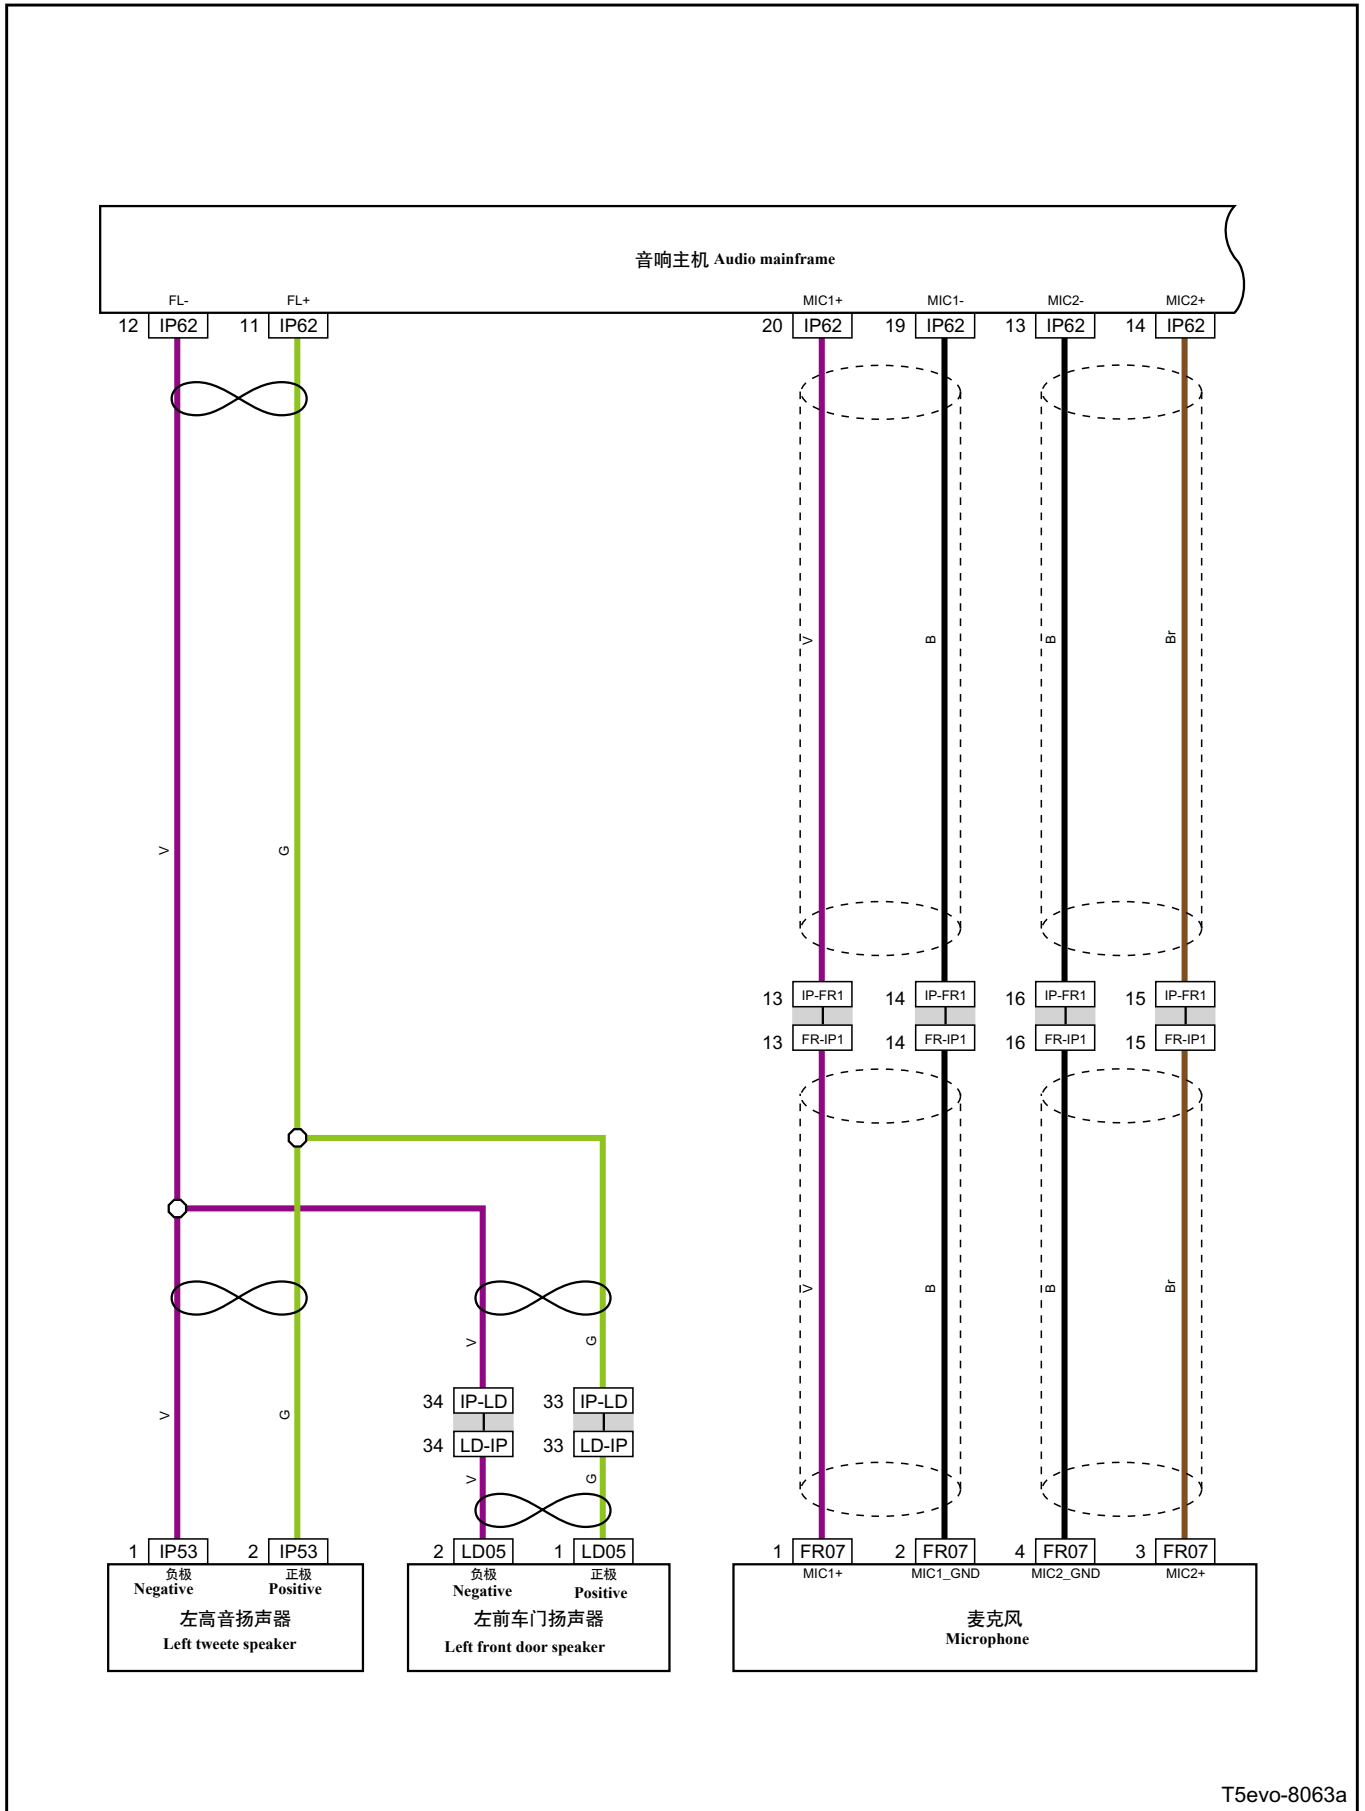 音响主机 Audio mainframe
FL- FL+ MIC1+ MIC1- MIC2- MIC2+
12 IP62 11 IP62 20 IP62 19 IP62 13 IP62 14 IP62
V B B Br
V G
13 IP-FR1 14 IP-FR1 16 IP-FR1 15 IP-FR1
13 FR-IP1 14 FR-IP1 16 FR-IP1 15 FR-IP1
V B B Br
V G
34 IP-LD 33 IP-LD
V G
34 LD-IP 33 LD-IP
V G
1 IP53 2 IP53 2 LD05 1 LD05 1 FR07 2 FR07 4 FR07 3 FR07
负极 正极 负极 正极 MIC1+ MIC1_GND MIC2_GND MIC2+
Negative Positive Negative Positive
左高音扬声器 左前车门扬声器 麦克风
Left tweete speaker Left front door speaker Microphone
T5evo-8063a